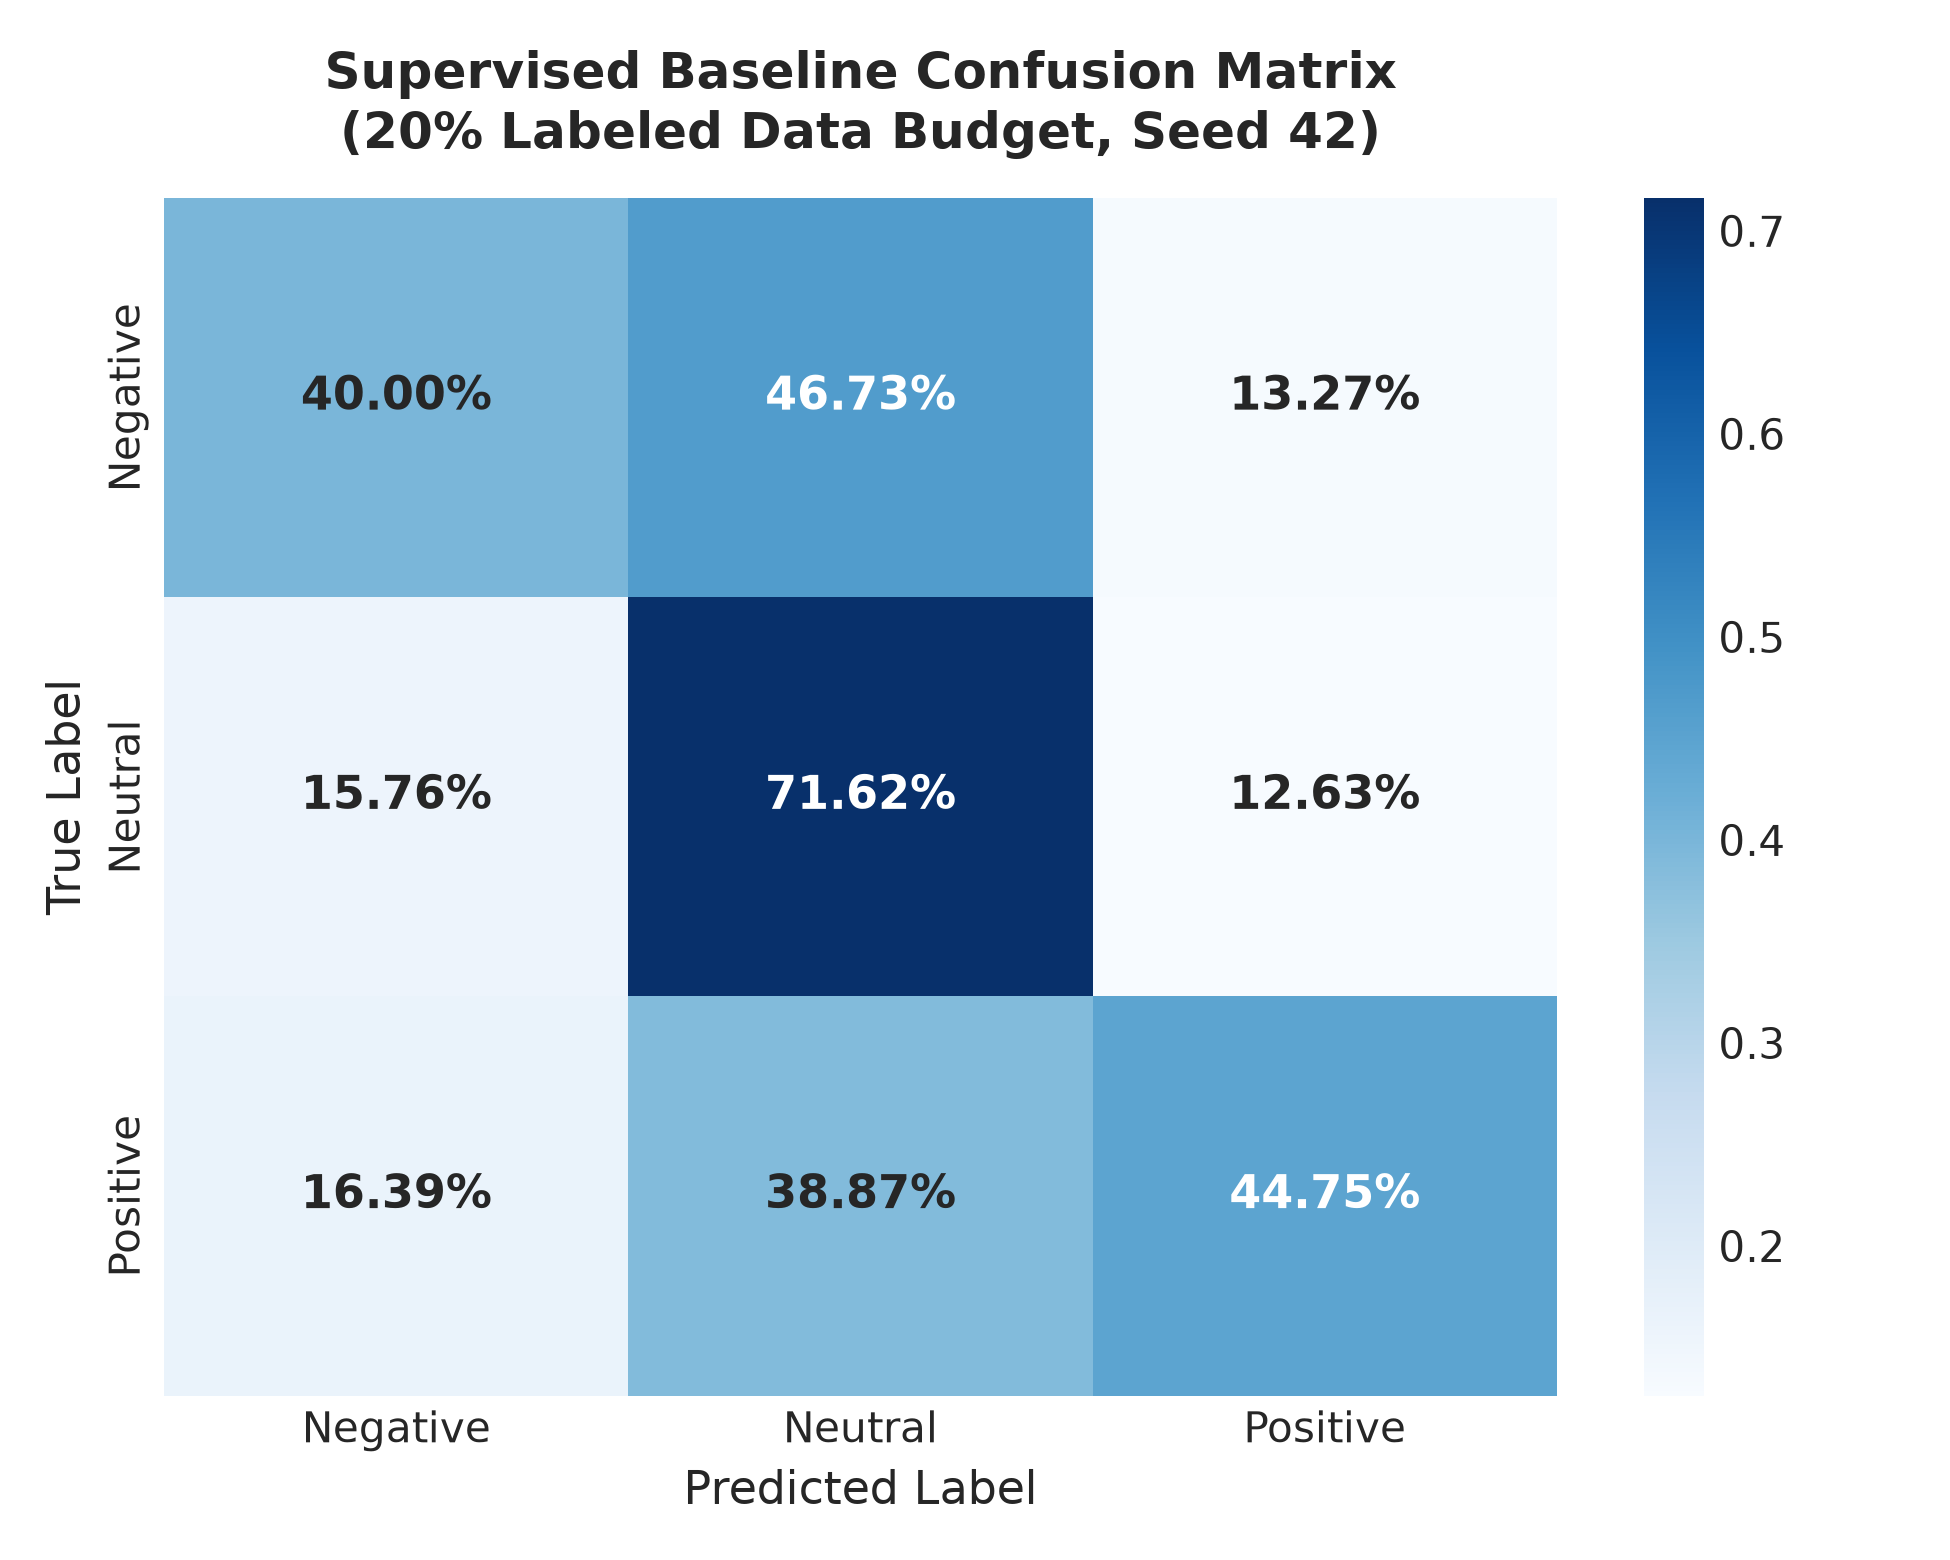 Supervised Baseline Confusion Matrix
(20% Labeled Data Budget, Seed 42)
True Label
Negative
40.00% 46.73% 13.27%
Neutral
15.76% 71.62% 12.63%
Positive
16.39% 38.87% 44.75%
Negative Neutral Positive
Predicted Label
0.7
0.6
0.5
0.4
0.3
0.2